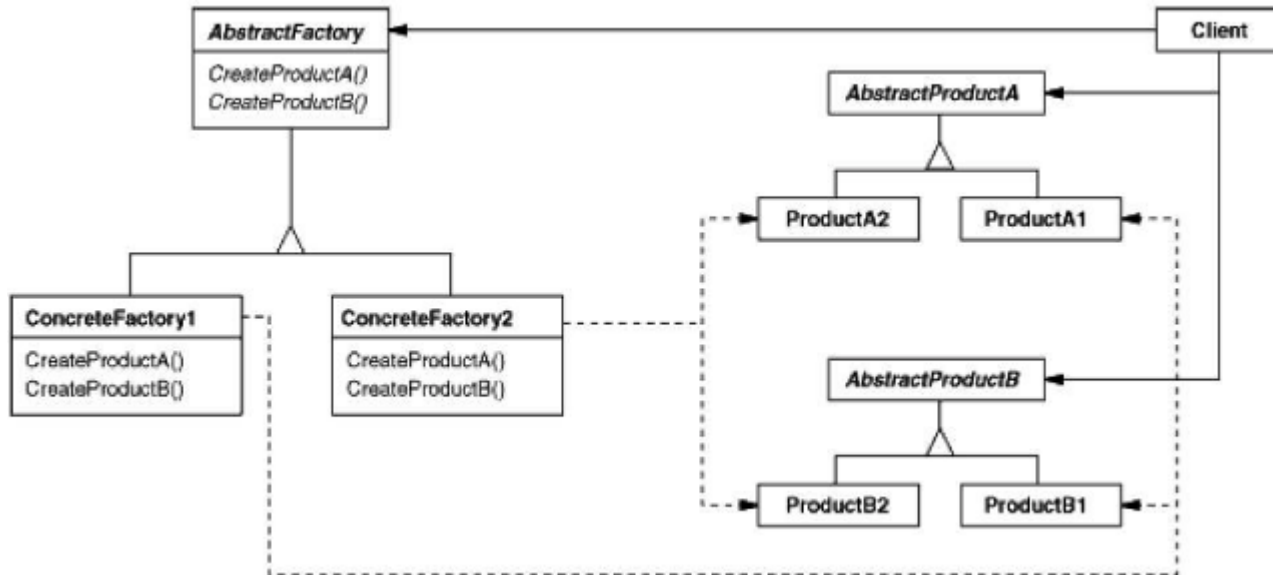 AbstractFactory
CreateProductA()
CreateProductB()
Client
AbstractProductA
ProductA2
ProductA1
ConcreteFactory1
CreateProductA()
CreateProductB()
ConcreteFactory2
CreateProductA()
CreateProductB()
AbstractProductB
ProductB2
ProductB1